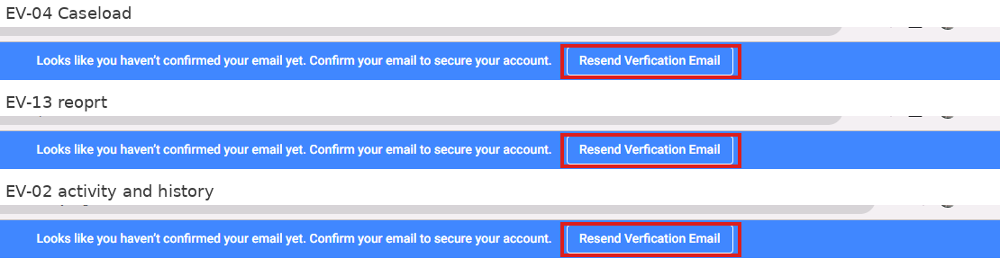 EV-04 Caseload
Looks like you haven’t confirmed your email yet. Confirm your email to secure your account. Resend Verfication Email
EV-13 reoprt
Looks like you haven’t confirmed your email yet. Confirm your email to secure your account. Resend Verfication Email
EV-02 activity and history
Looks like you haven’t confirmed your email yet. Confirm your email to secure your account. Resend Verfication Email